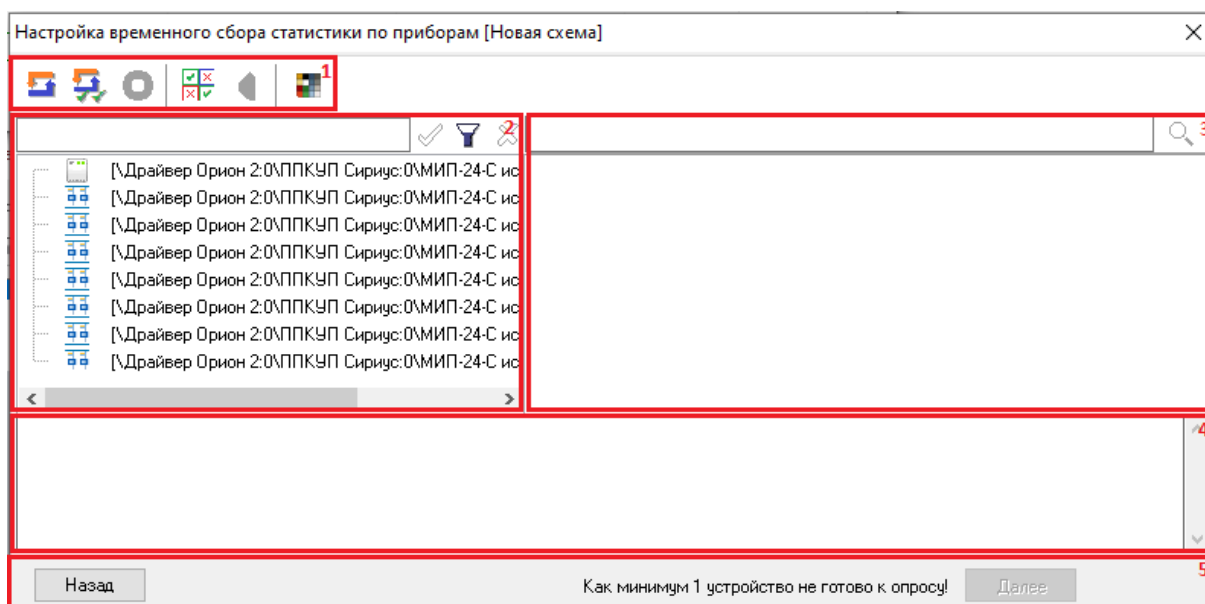 Настройка временного сбора статистики по приборам [Новая схема]
1
2
3
[\Драйвер Орион 2:0\ППКУП Сириус:0\МИП-24-С ис
[\Драйвер Орион 2:0\ППКУП Сириус:0\МИП-24-С ис
[\Драйвер Орион 2:0\ППКУП Сириус:0\МИП-24-С ис
[\Драйвер Орион 2:0\ППКУП Сириус:0\МИП-24-С ис
[\Драйвер Орион 2:0\ППКУП Сириус:0\МИП-24-С ис
[\Драйвер Орион 2:0\ППКУП Сириус:0\МИП-24-С ис
[\Драйвер Орион 2:0\ППКУП Сириус:0\МИП-24-С ис
[\Драйвер Орион 2:0\ППКУП Сириус:0\МИП-24-С ис
4
5
Назад Как минимум 1 устройство не готово к опросу! Далее